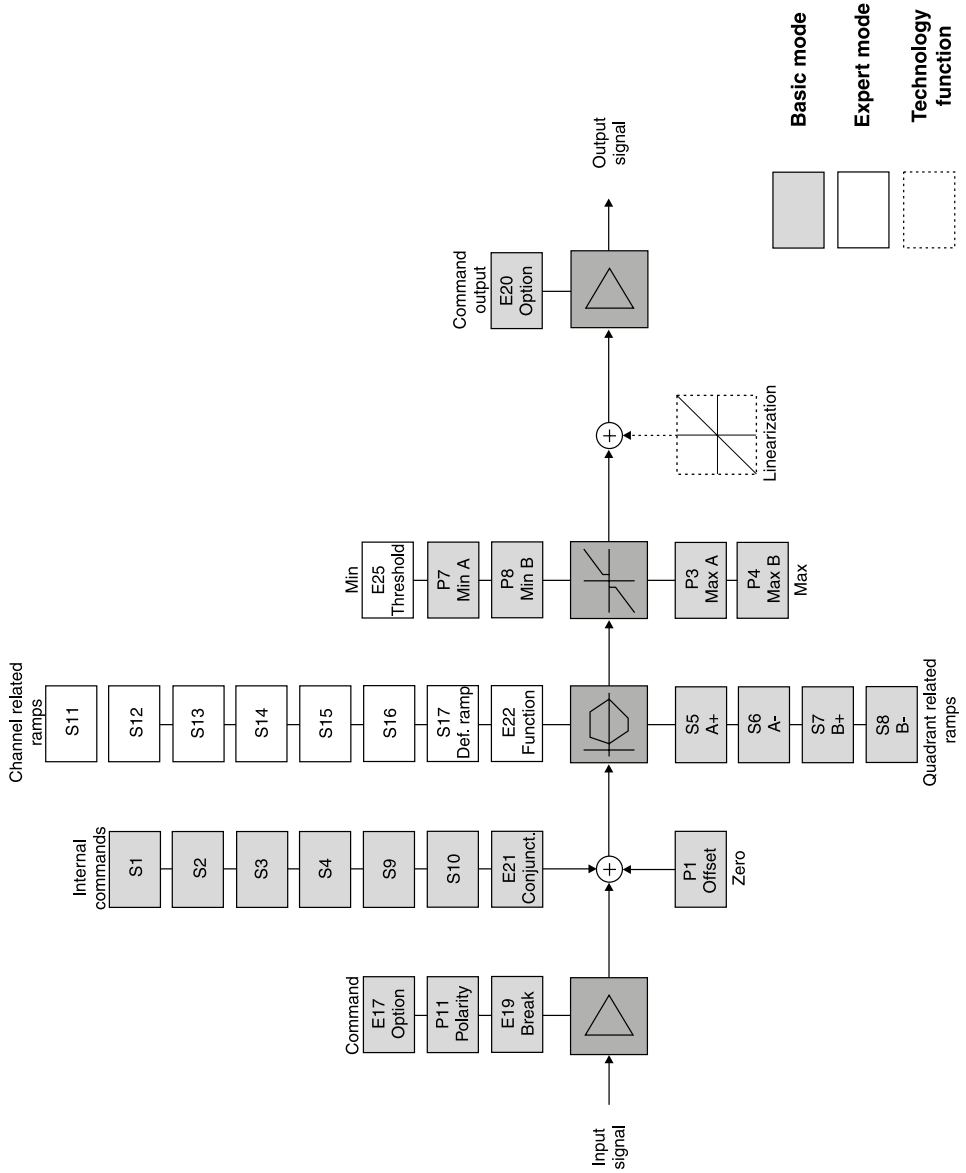 Input
signal
Command
E17
Option
P11
Polarity
E19
Break
Internal
commands
S1
S2
S3
S4
S9
S10
E21
Conjunct.
+
P1
Offset
Zero
Channel related
ramps
S11
S12
S13
S14
S15
S16
S17
Def. ramp
E22
Function
S5
A+
S6
A-
S7
B+
S8
B-
Quadrant related
ramps
Min
E25
Threshold
P7
Min A
P8
Min B
P3
Max A
P4
Max B
Max
+
Linearization
Command
output
E20
Option
Output
signal
Basic mode
Expert mode
Technology
function